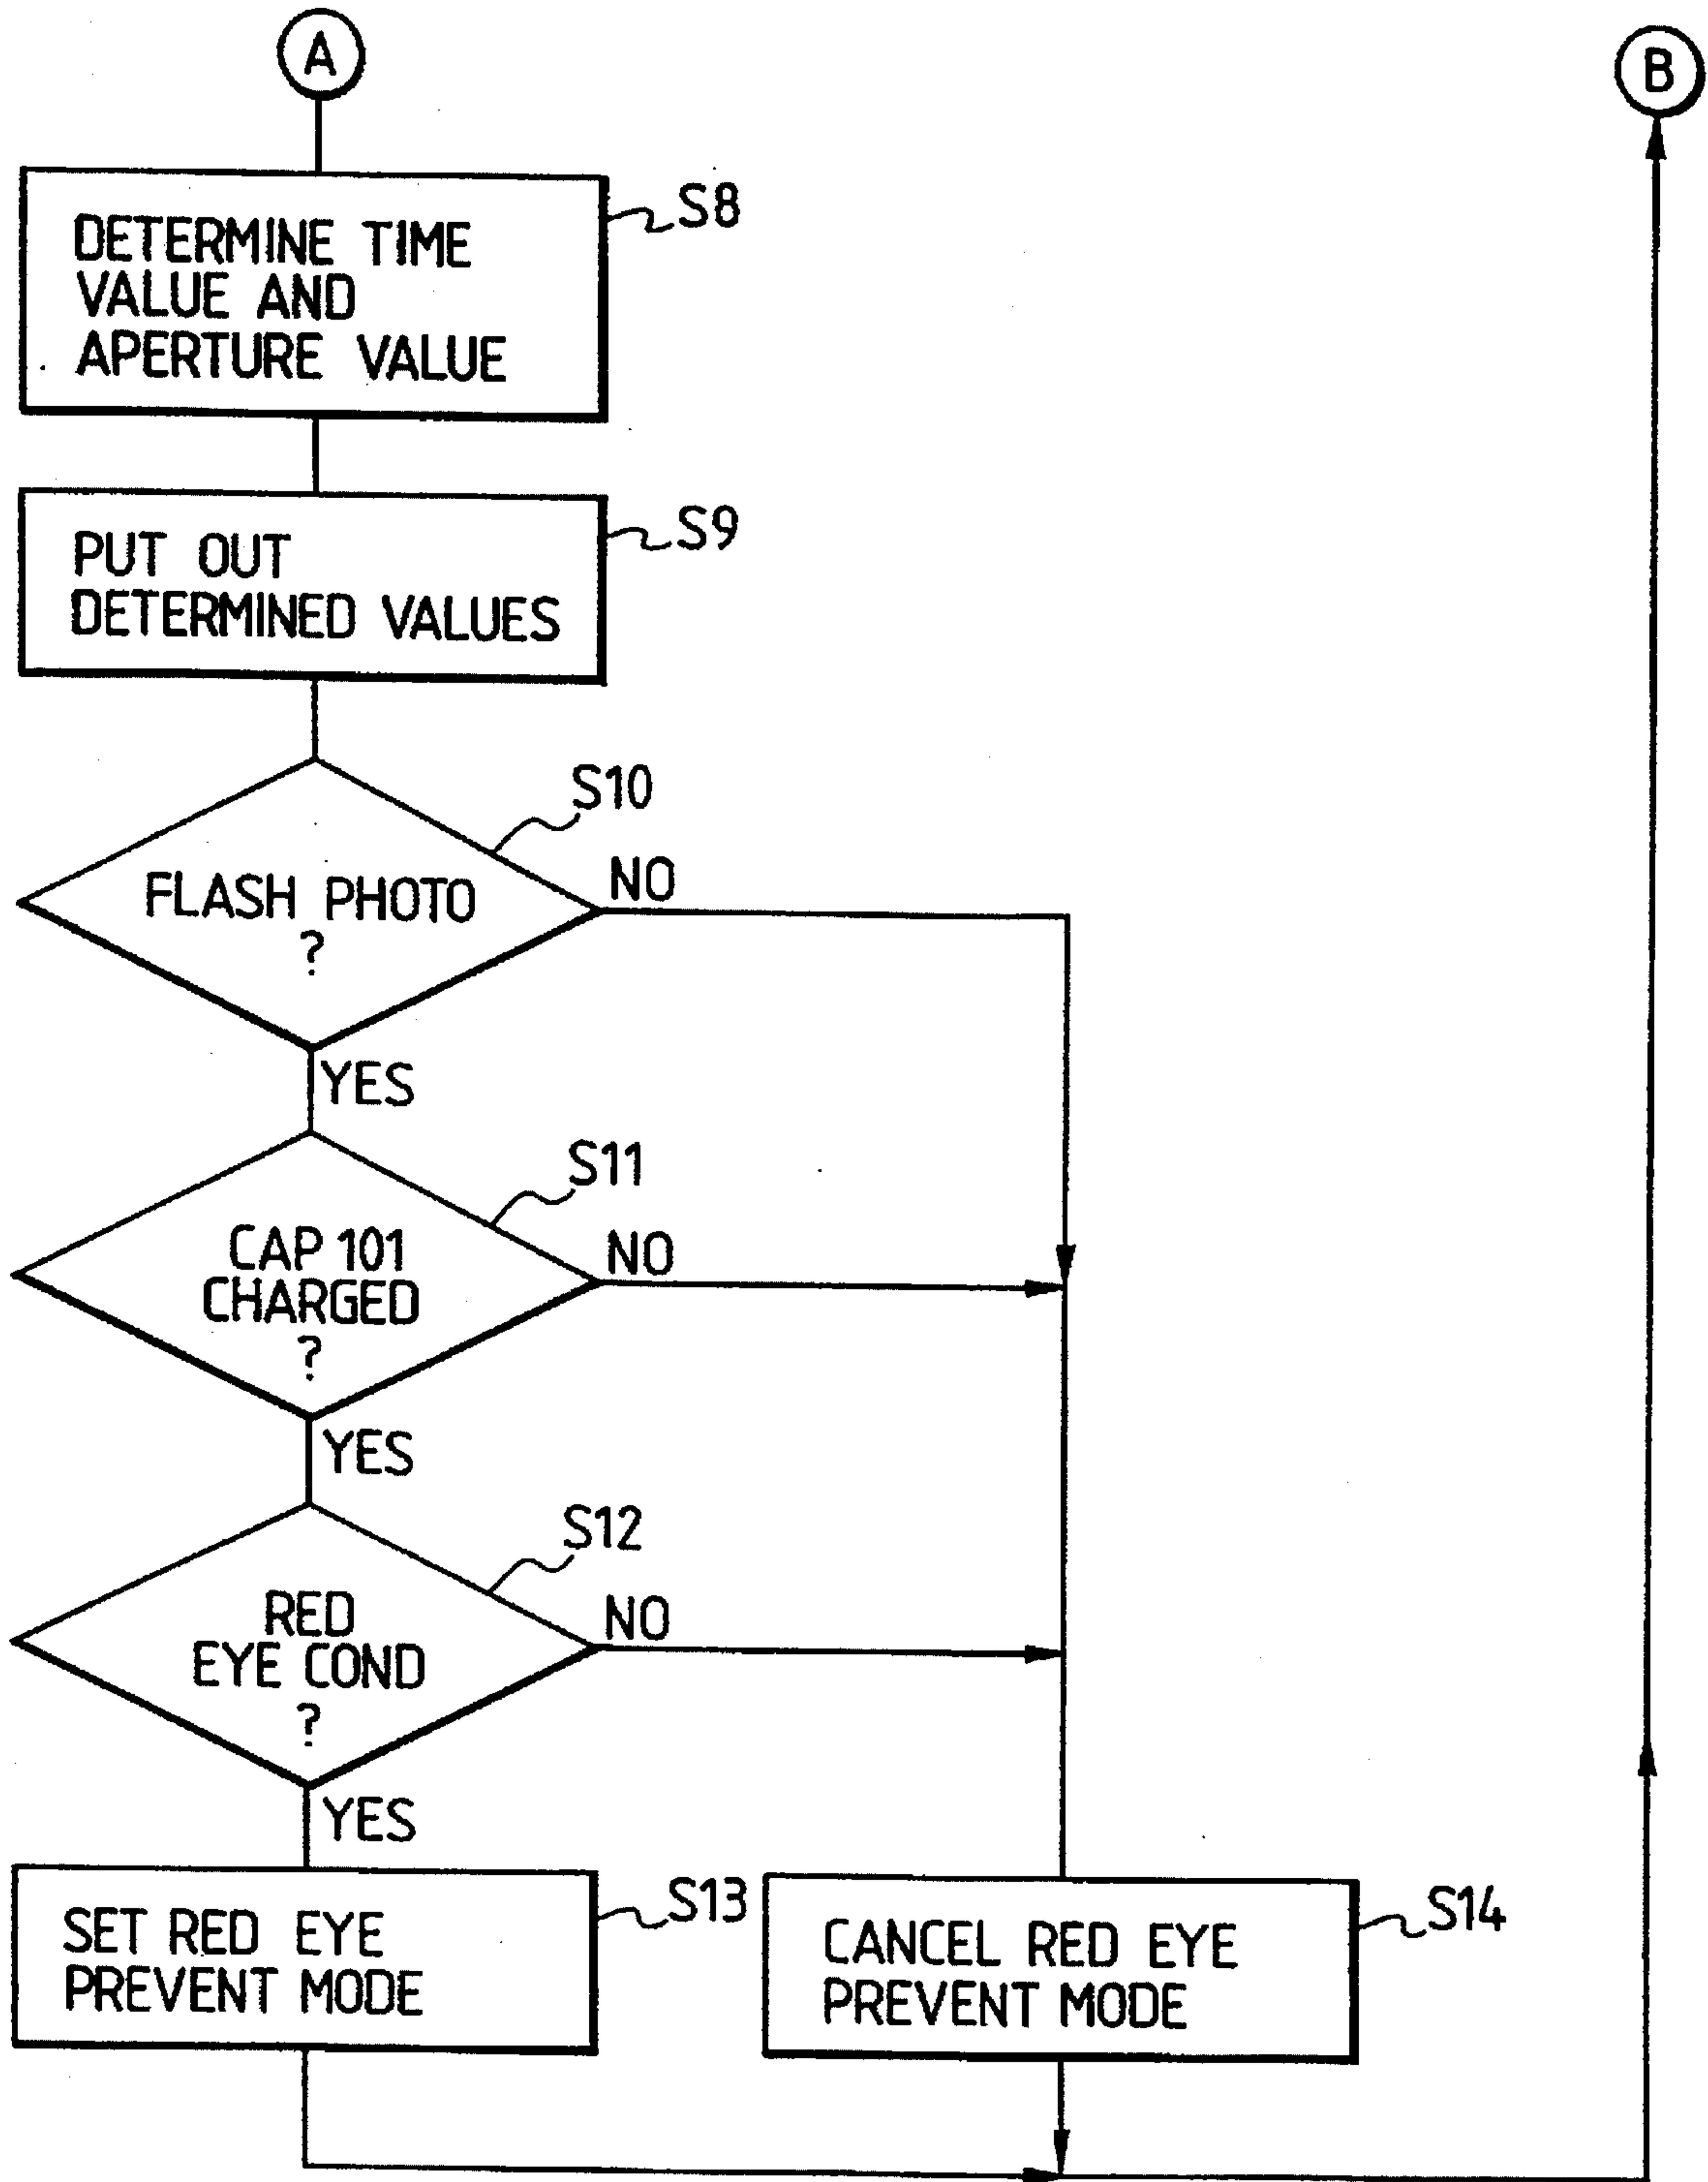 A
B
DETERMINE TIME
VALUE AND
APERTURE VALUE
S8
PUT OUT
DETERMINED VALUES
S9
S10
FLASH PHOTO
?
NO
YES
S11
CAP 101
CHARGED
?
NO
YES
S12
RED
EYE COND
?
NO
YES
SET RED EYE
PREVENT MODE
S13
CANCEL RED EYE
PREVENT MODE
S14